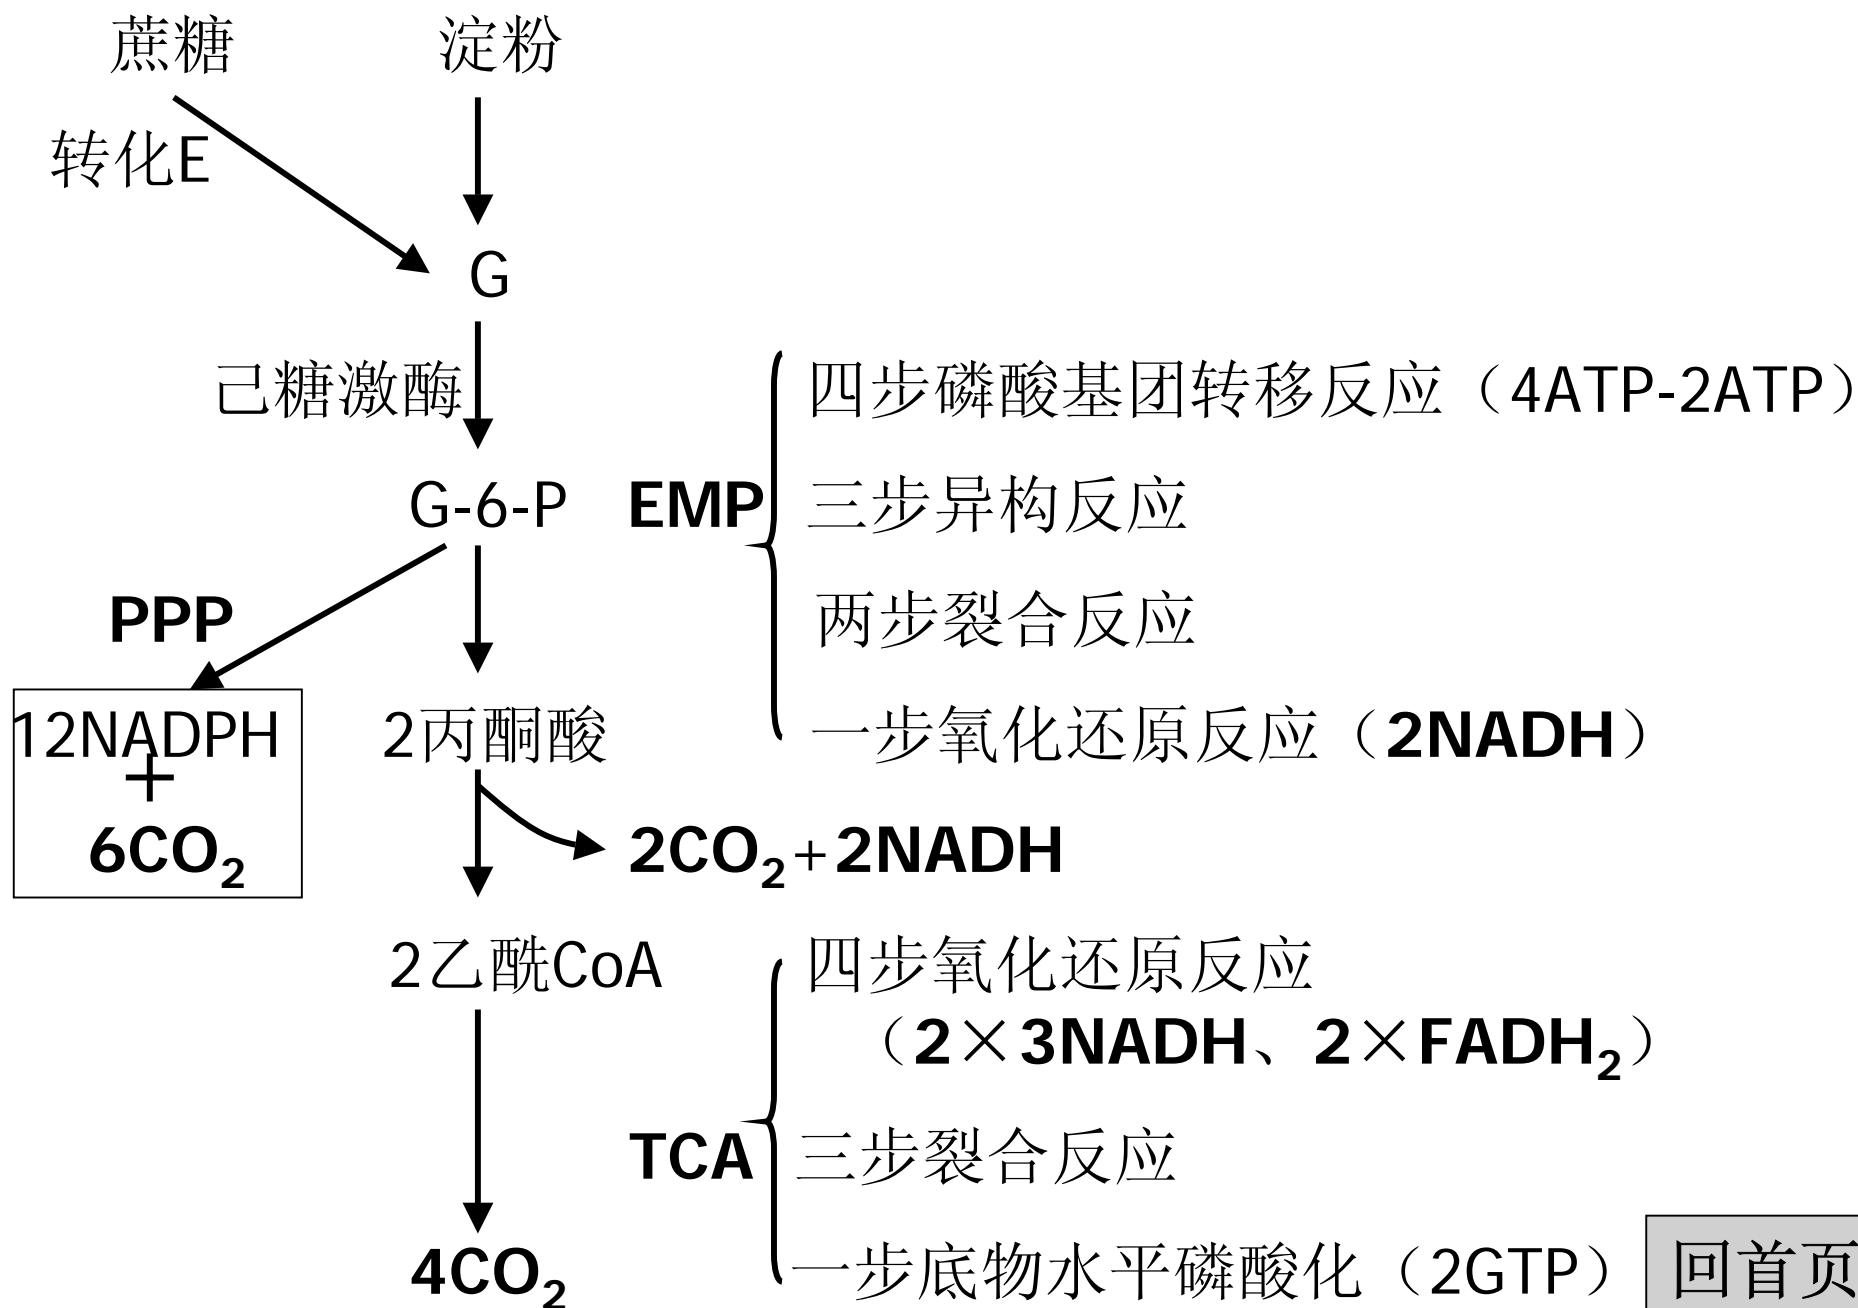 蔗糖 淀粉
转化E
G
己糖激酶 四步磷酸基团转移反应（4ATP-2ATP）
G-6-P EMP 三步异构反应
PPP 两步裂合反应
12NADPH 2丙酮酸 一步氧化还原反应（2NADH）
+
6CO₂ 2CO₂+2NADH
2乙酰CoA 四步氧化还原反应
（2×3NADH、2×FADH₂）
TCA 三步裂合反应
4CO₂ 一步底物水平磷酸化（2GTP） 回首页